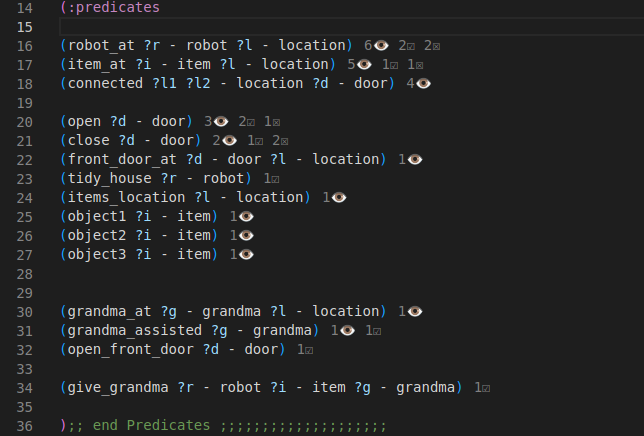 14 (:predicates
15
16 (robot_at ?r - robot ?l - location) 6👁 2☑ 2☒
17 (item_at ?i - item ?l - location) 5👁 1☑ 1☒
18 (connected ?l1 ?l2 - location ?d - door) 4👁
19
20 (open ?d - door) 3👁 2☑ 1☒
21 (close ?d - door) 2👁 1☑ 2☒
22 (front_door_at ?d - door ?l - location) 1👁
23 (tidy_house ?r - robot) 1☑
24 (items_location ?l - location) 1👁
25 (object1 ?i - item) 1👁
26 (object2 ?i - item) 1👁
27 (object3 ?i - item) 1👁
28
29
30 (grandma_at ?g - grandma ?l - location) 1👁
31 (grandma_assisted ?g - grandma) 1👁 1☑
32 (open_front_door ?d - door) 1☑
33
34 (give_grandma ?r - robot ?i - item ?g - grandma) 1☑
35
36 );; end Predicates ;;;;;;;;;;;;;;;;;;;;